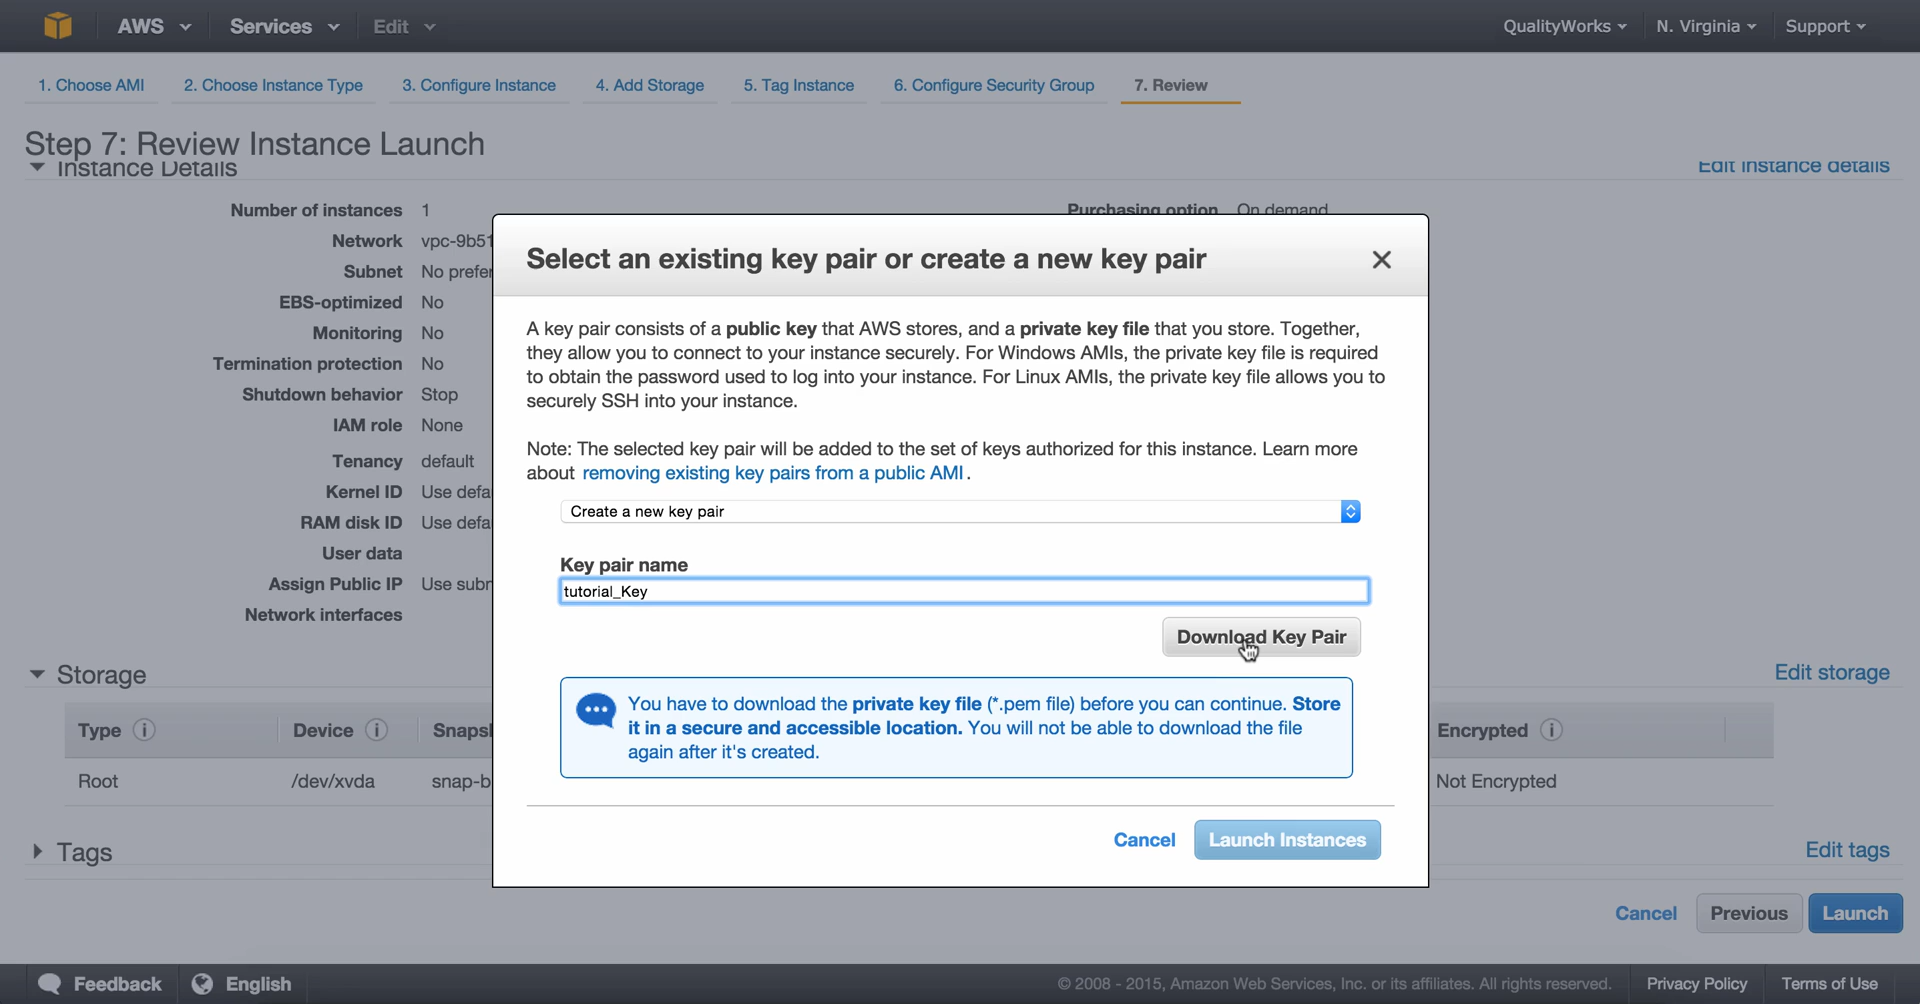 AWS Services Edit QualityWorks N. Virginia Support
1. Choose AMI 2. Choose Instance Type 3. Configure Instance 4. Add Storage 5. Tag Instance 6. Configure Security Group 7. Review
Step 7: Review Instance Launch
Instance Details Edit instance details
Number of instances 1 Purchasing option On demand
Network vpc-9b51
Subnet No prefer
EBS-optimized No
Monitoring No
Termination protection No
Shutdown behavior Stop
IAM role None
Tenancy default
Kernel ID Use defa
RAM disk ID Use defa
User data
Assign Public IP Use subn
Network interfaces
Select an existing key pair or create a new key pair
A key pair consists of a public key that AWS stores, and a private key file that you store. Together,
they allow you to connect to your instance securely. For Windows AMIs, the private key file is required
to obtain the password used to log into your instance. For Linux AMIs, the private key file allows you to
securely SSH into your instance.
Note: The selected key pair will be added to the set of keys authorized for this instance. Learn more
about removing existing key pairs from a public AMI .
Create a new key pair
Key pair name
tutorial_Key
Download Key Pair
You have to download the private key file (*.pem file) before you can continue. Store
it in a secure and accessible location. You will not be able to download the file
again after it's created.
Cancel Launch Instances
Storage Edit storage
Type Device Snaps Encrypted
Root /dev/xvda snap-b Not Encrypted
Tags Edit tags
Cancel Previous Launch
Feedback English © 2008 - 2015, Amazon Web Services, Inc. or its affiliates. All rights reserved. Privacy Policy Terms of Use